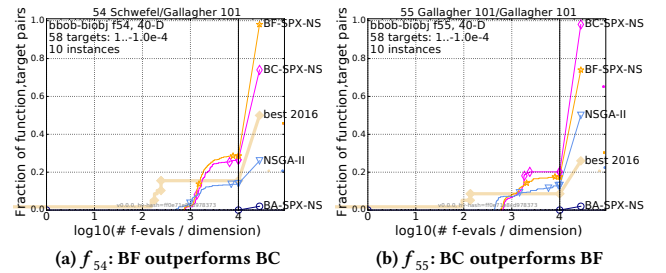 54 Schwefel/Gallagher 101
bbob-biobj f54, 40-D
58 targets: 1..-1.0e-4
10 instances
BF-SPX-NS
BC-SPX-NS
best 2016
NSGA-II
BA-SPX-NS
Fraction of function,target pairs
1.0
0.8
0.6
0.4
0.2
0.0
0 1 2 3 4
log10(# f-evals / dimension)
(a) f54: BF outperforms BC
55 Gallagher 101/Gallagher 101
bbob-biobj f55, 40-D
58 targets: 1..-1.0e-4
10 instances
BC-SPX-NS
BF-SPX-NS
NSGA-II
best 2016
BA-SPX-NS
Fraction of function,target pairs
1.0
0.8
0.6
0.4
0.2
0.0
0 1 2 3 4
log10(# f-evals / dimension)
(b) f55: BC outperforms BF